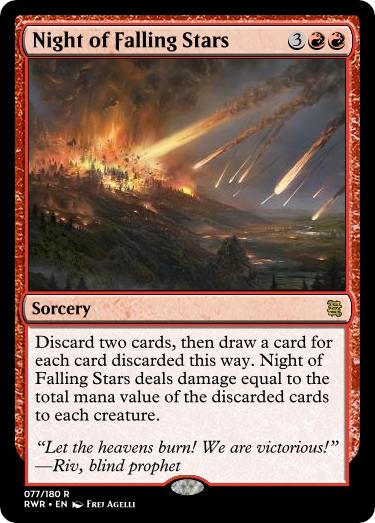 Night of Falling Stars 3
Sorcery
Discard two cards, then draw a card for
each card discarded this way. Night of
Falling Stars deals damage equal to the
total mana value of the discarded cards
to each creature.
“Let the heavens burn! We are victorious!”
—Riv, blind prophet
077/180 R
RWR • EN Frej Agelli